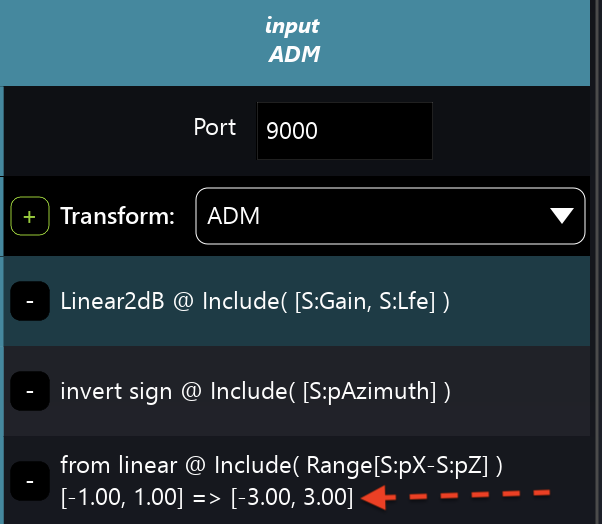 input
ADM
Port 9000
+ Transform: ADM
- Linear2dB @ Include( [S:Gain, S:Lfe] )
- invert sign @ Include( [S:pAzimuth] )
- from linear @ Include( Range[S:pX-S:pZ] )
[-1.00, 1.00] => [-3.00, 3.00]